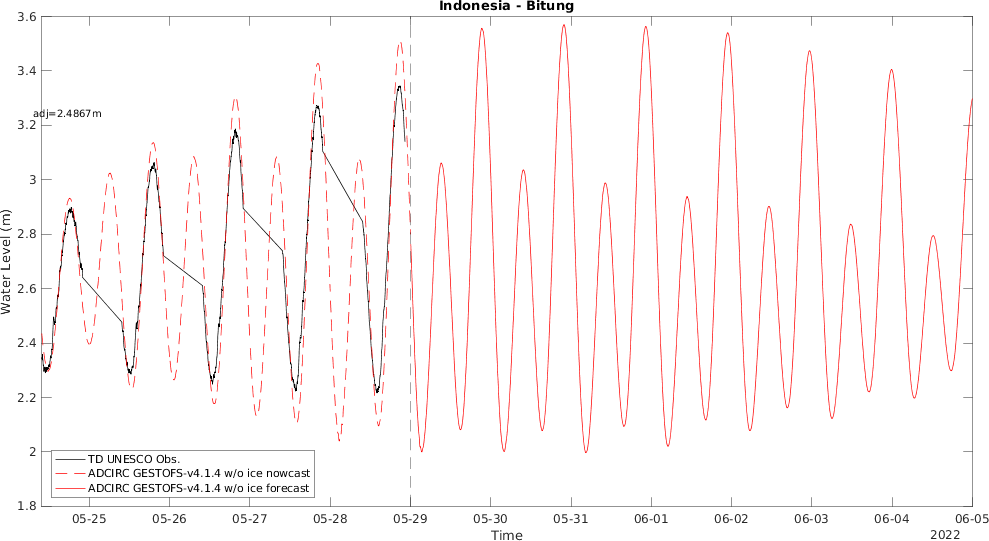 Indonesia - Bitung
3.6
3.4
adj=2.4867m
3.2
3
2.8
2.6
2.4
2.2
2
1.8
Water Level (m)
TD UNESCO Obs.
ADCIRC GESTOFS-v4.1.4 w/o ice nowcast
ADCIRC GESTOFS-v4.1.4 w/o ice forecast
05-25 05-26 05-27 05-28 05-29 05-30 05-31 06-01 06-02 06-03 06-04 06-05
Time
2022